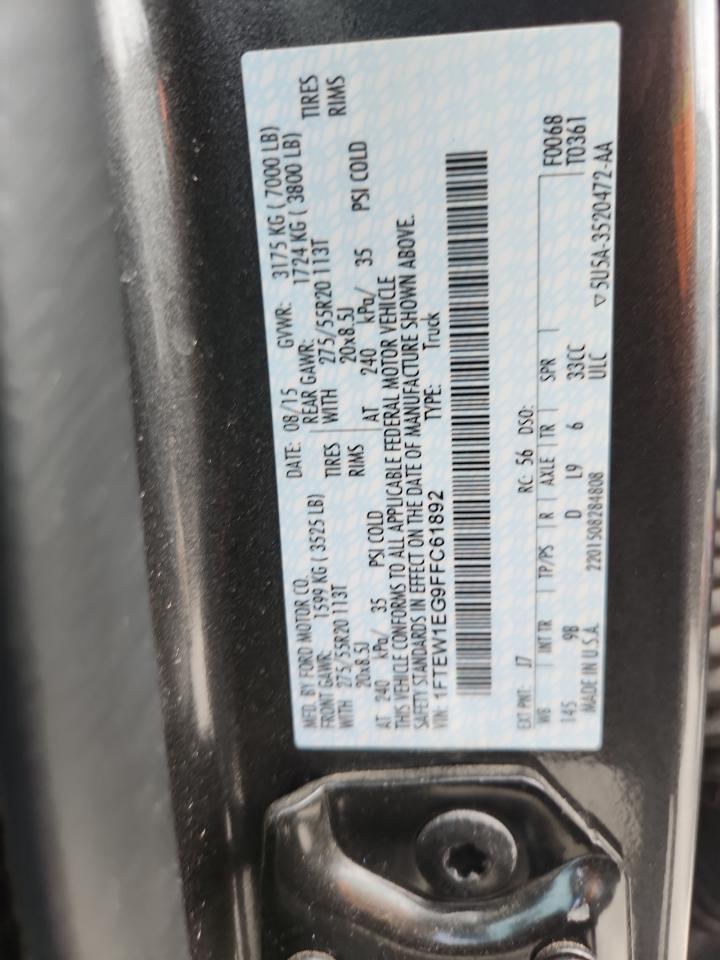 MFD. BY FORD MOTOR CO.
DATE: 08/15 GVWR: 3175 KG ( 7000 LB)
FRONT GAWR: 1599 KG ( 3525 LB)
REAR GAWR: 1724 KG ( 3800 LB)
WITH 275/55R20 113T TIRES
WITH 275/55R20 113T TIRES
20x8.5J RIMS
20x8.5J RIMS
AT 240 kPa/ 35 PSI COLD
AT 240 kPa/ 35 PSI COLD
THIS VEHICLE CONFORMS TO ALL APPLICABLE FEDERAL MOTOR VEHICLE
SAFETY STANDARDS IN EFFECT ON THE DATE OF MANUFACTURE SHOWN ABOVE.
VIN: 1FTEW1EG9FFC61892 TYPE: Truck
EXT PNT: J7 RC: 56 DSO: F0068
WB INT TR TP/PS R AXLE TR SPR T0361
145 9B D L9 6 33CC
MADE IN U.S.A. 2201508284808 ULC ▽5U5A-3520472-AA